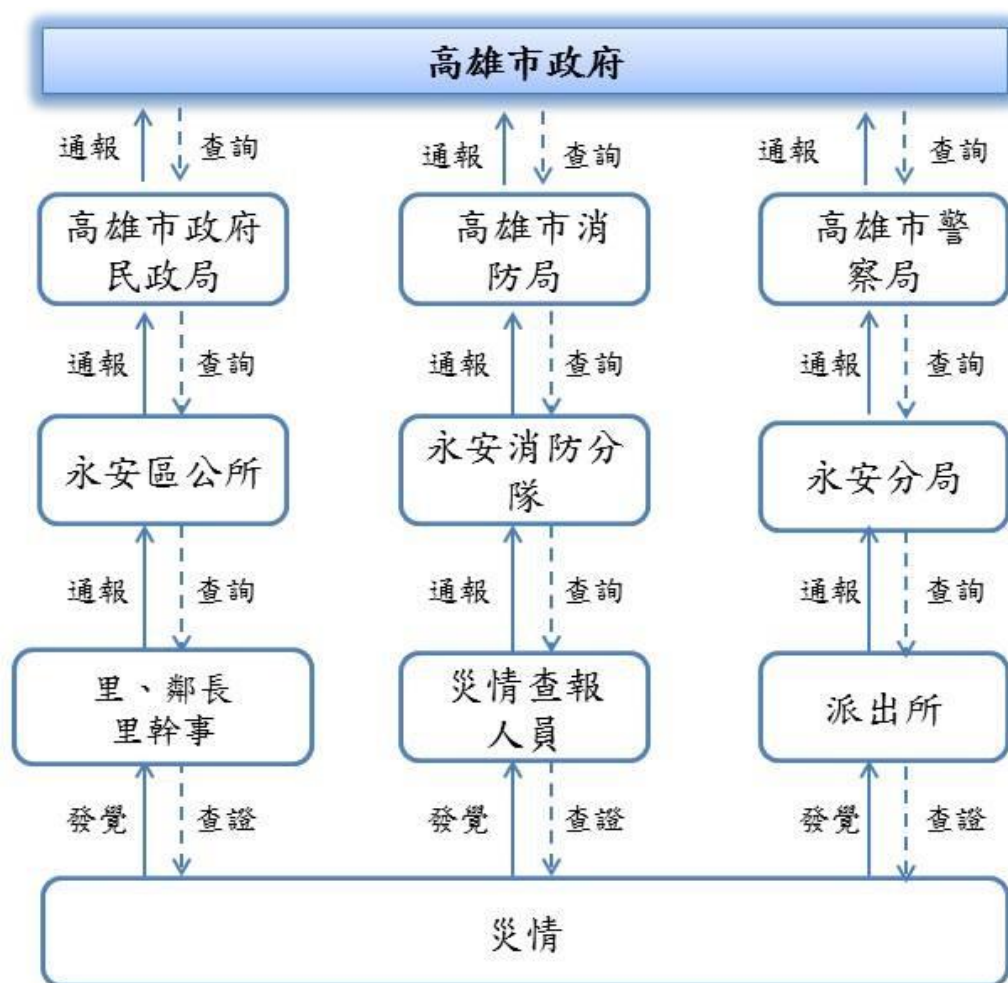 高雄市政府
通報 查詢 通報 查詢 通報 查詢
高雄市政府 高雄市消 高雄市警
民政局 防局 察局
通報 查詢 通報 查詢 通報 查詢
永安區公所 永安消防分 永安分局
隊
通報 查詢 通報 查詢 通報 查詢
里、鄰長 災情查報 派出所
里幹事 人員
發覺 查證 發覺 查證 發覺 查證
災情